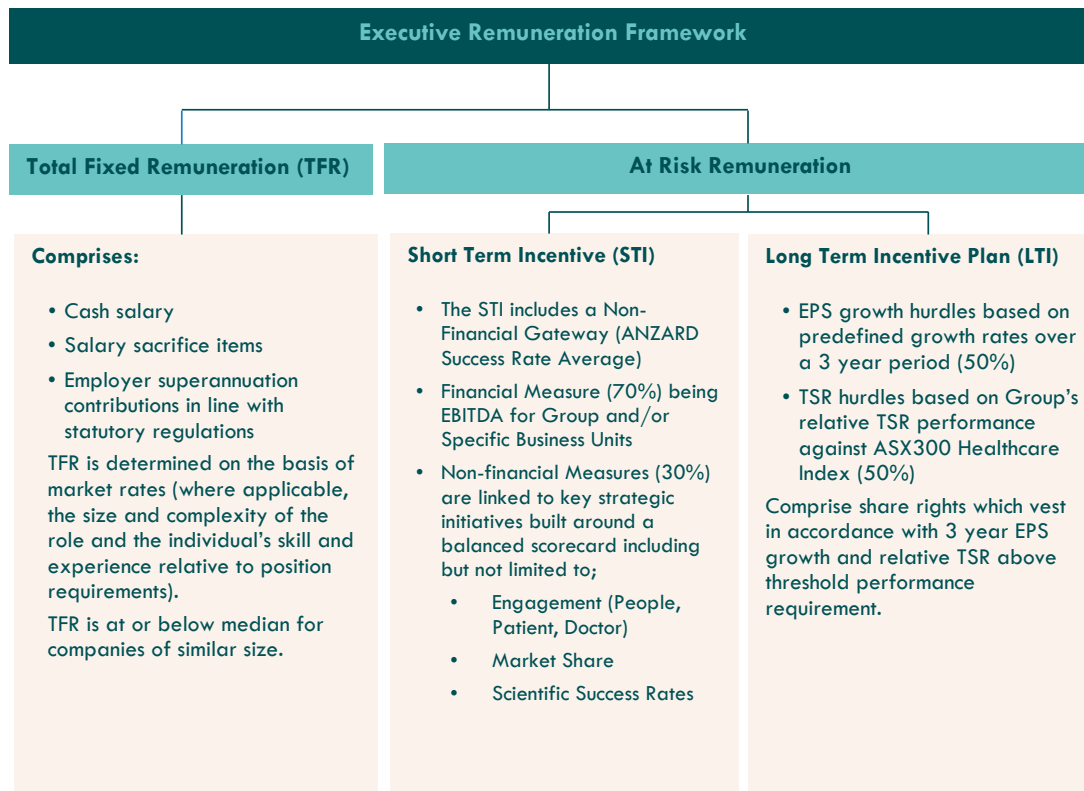 Executive Remuneration Framework
Total Fixed Remuneration (TFR)
At Risk Remuneration
Comprises:
• Cash salary
• Salary sacrifice items
• Employer superannuation
contributions in line with
statutory regulations
TFR is determined on the basis of
market rates (where applicable,
the size and complexity of the
role and the individual's skill and
experience relative to position
requirements).
TFR is at or below median for
companies of similar size.
Short Term Incentive (STI)
• The STI includes a Non-
Financial Gateway (ANZARD
Success Rate Average)
• Financial Measure (70%) being
EBITDA for Group and/or
Specific Business Units
• Non-financial Measures (30%)
are linked to key strategic
initiatives built around a
balanced scorecard including
but not limited to;
• Engagement (People,
Patient, Doctor)
• Market Share
• Scientific Success Rates
Long Term Incentive Plan (LTI)
• EPS growth hurdles based on
predefined growth rates over
a 3 year period (50%)
• TSR hurdles based on Group's
relative TSR performance
against ASX300 Healthcare
Index (50%)
Comprise share rights which vest
in accordance with 3 year EPS
growth and relative TSR above
threshold performance
requirement.